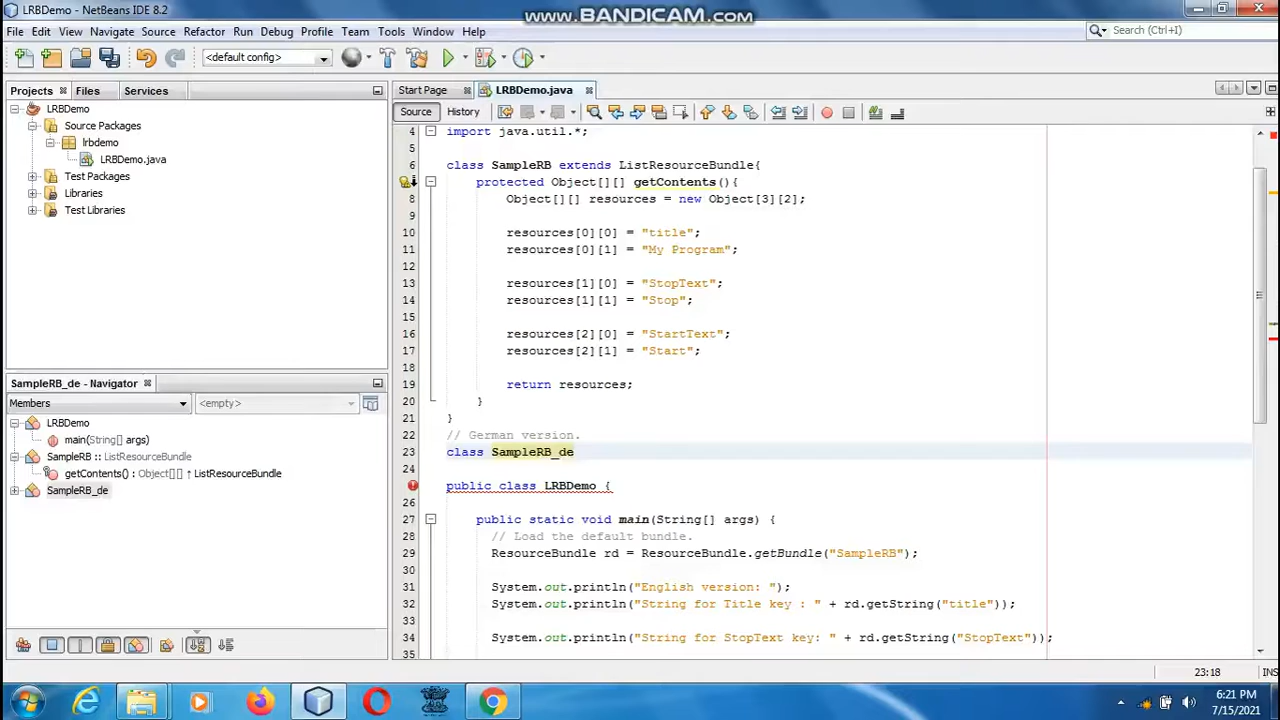 LRBDemo - NetBeans IDE 8.2
www.BANDICAM.com
File Edit View Navigate Source Refactor Run Debug Profile Team Tools Window Help
Search (Ctrl+I)
<default config>
Projects Files Services
Start Page LRBDemo.java
LRBDemo
Source Packages
lrbdemo
LRBDemo.java
Test Packages
Libraries
Test Libraries
Source History
4 import java.util.*;
5
6 class SampleRB extends ListResourceBundle{
protected Object[][] getContents(){
8 Object[][] resources = new Object[3][2];
9
10 resources[0][0] = "title";
11 resources[0][1] = "My Program";
12
13 resources[1][0] = "StopText";
14 resources[1][1] = "Stop";
15
16 resources[2][0] = "StartText";
17 resources[2][1] = "Start";
18
19 return resources;
20 }
21 }
22 // German version.
23 class SampleRB_de
24
public class LRBDemo {
26
27 public static void main(String[] args) {
28 // Load the default bundle.
29 ResourceBundle rd = ResourceBundle.getBundle("SampleRB");
30
31 System.out.println("English version: ");
32 System.out.println("String for Title key : " + rd.getString("title"));
33
34 System.out.println("String for StopText key: " + rd.getString("StopText"));
35
SampleRB_de - Navigator
Members <empty>
LRBDemo
main(String[] args)
SampleRB :: ListResourceBundle
getContents() : Object[][] ↑ ListResourceBundle
SampleRB_de
23:18 INS
6:21 PM
7/15/2021